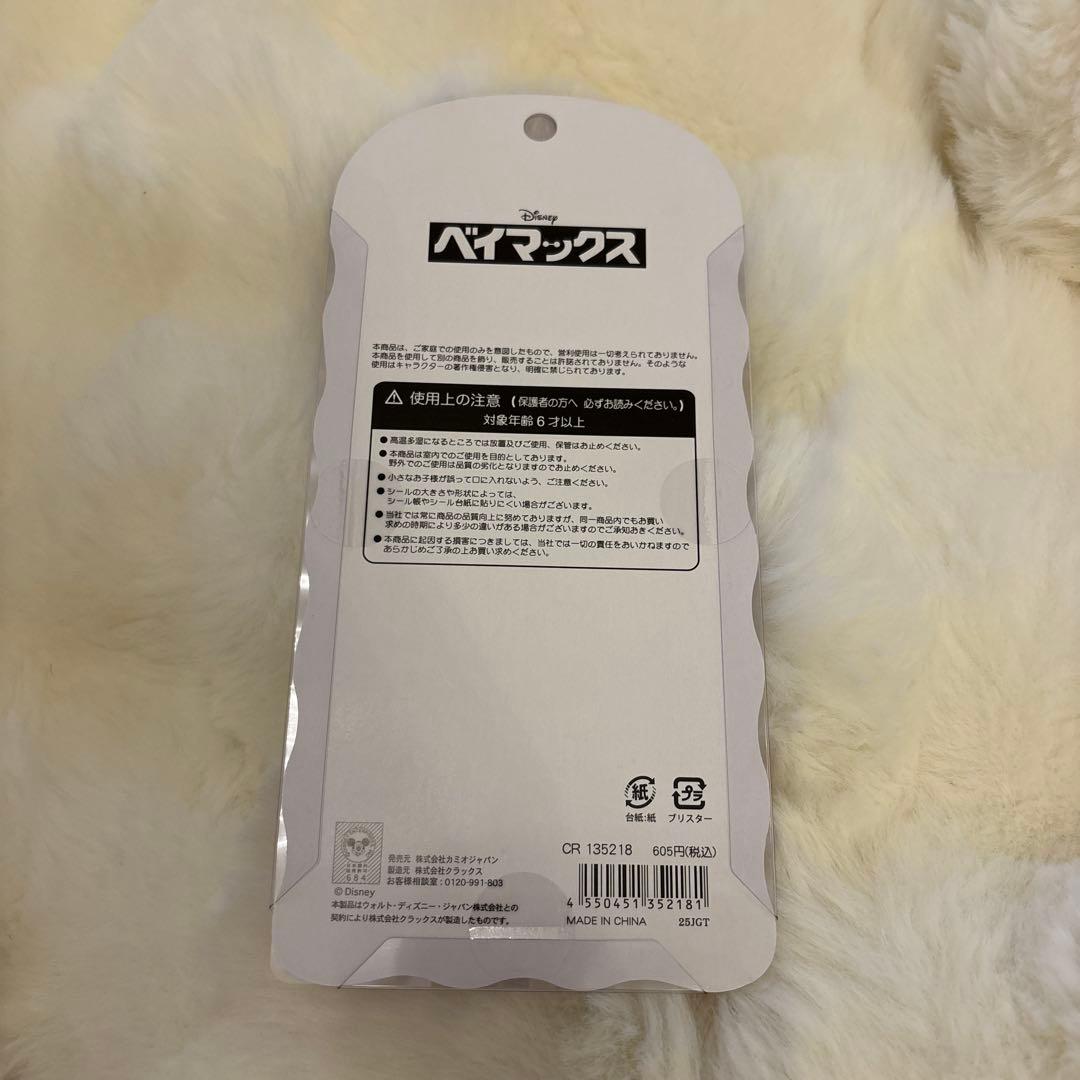 Disney
ベイマックス
本商品は、ご家庭での使用のみを意図したもので、営利使用は一切考えられておりません。
本商品を使用して別の商品を飾り、販売することは許諾されておりません。そのような
使用はキャラクターの著作権侵害となり、明確に禁じられております。
⚠ 使用上の注意 (保護者の方へ 必ずお読みください。)
対象年齢6才以上
●高温多湿になるところでは放置及びご使用、保管はお止めください。
●本商品は室内でのご使用を目的としております。
野外でのご使用は品質の劣化となりますのでお止めください。
●小さなお子様が誤って口に入れないよう、ご注意ください。
●シールの大きさや形状によっては、
シール帳やシール台紙に貼りにくい場合がございます。
●当社では常に商品の品質向上に努めておりますが、同一商品内でもお買い
求めの時期により多少の違いがある場合がございますのでご承知おきください。
●本商品に起因する損害につきましては、当社では一切の責任をおいかねますので
あらかじめご了承の上お買い求めください。
紙 プラ
台紙:紙 ブリスター
684
© Disney
発売元 株式会社カミオジャパン
製造元 株式会社クラックス
お客様相談室:0120-991-803
本製品はウォルト・ディズニー・ジャパン株式会社との
契約により株式会社クラックスが製造したものです。
CR 135218 605円(税込)
4 550451 352181
MADE IN CHINA 25JGT